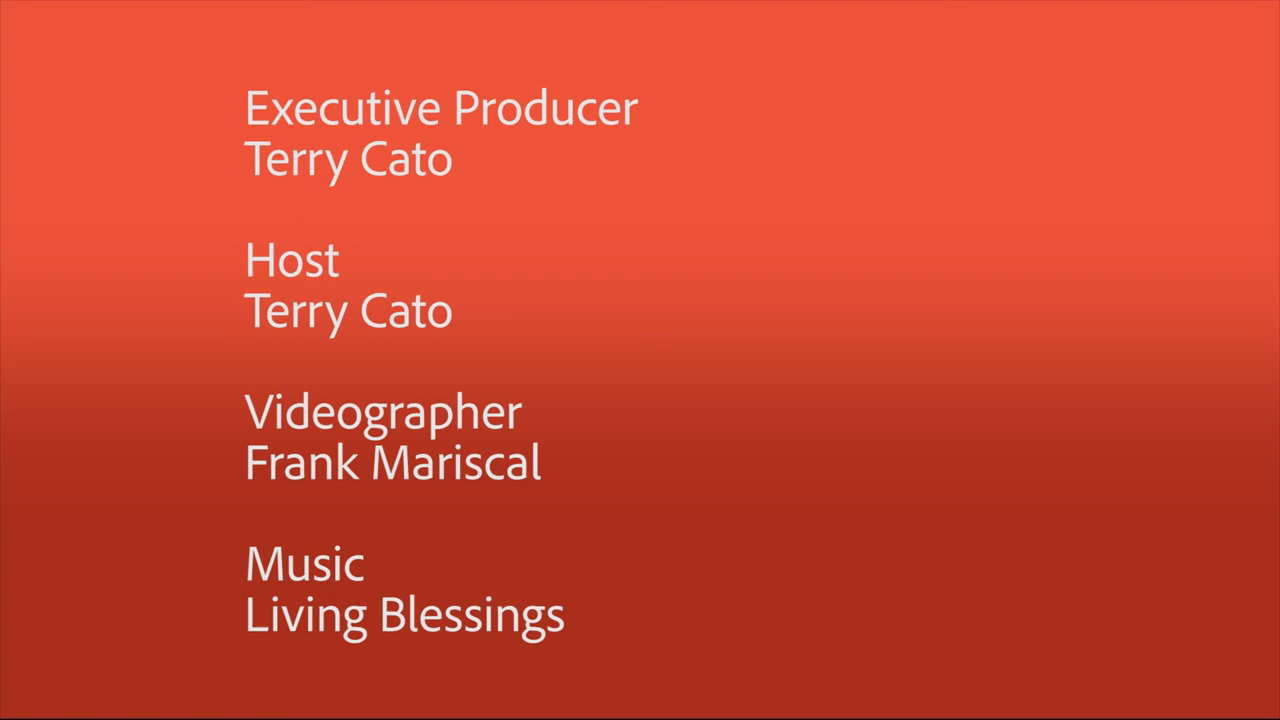 Executive Producer
Terry Cato
Host
Terry Cato
Videographer
Frank Mariscal
Music
Living Blessings